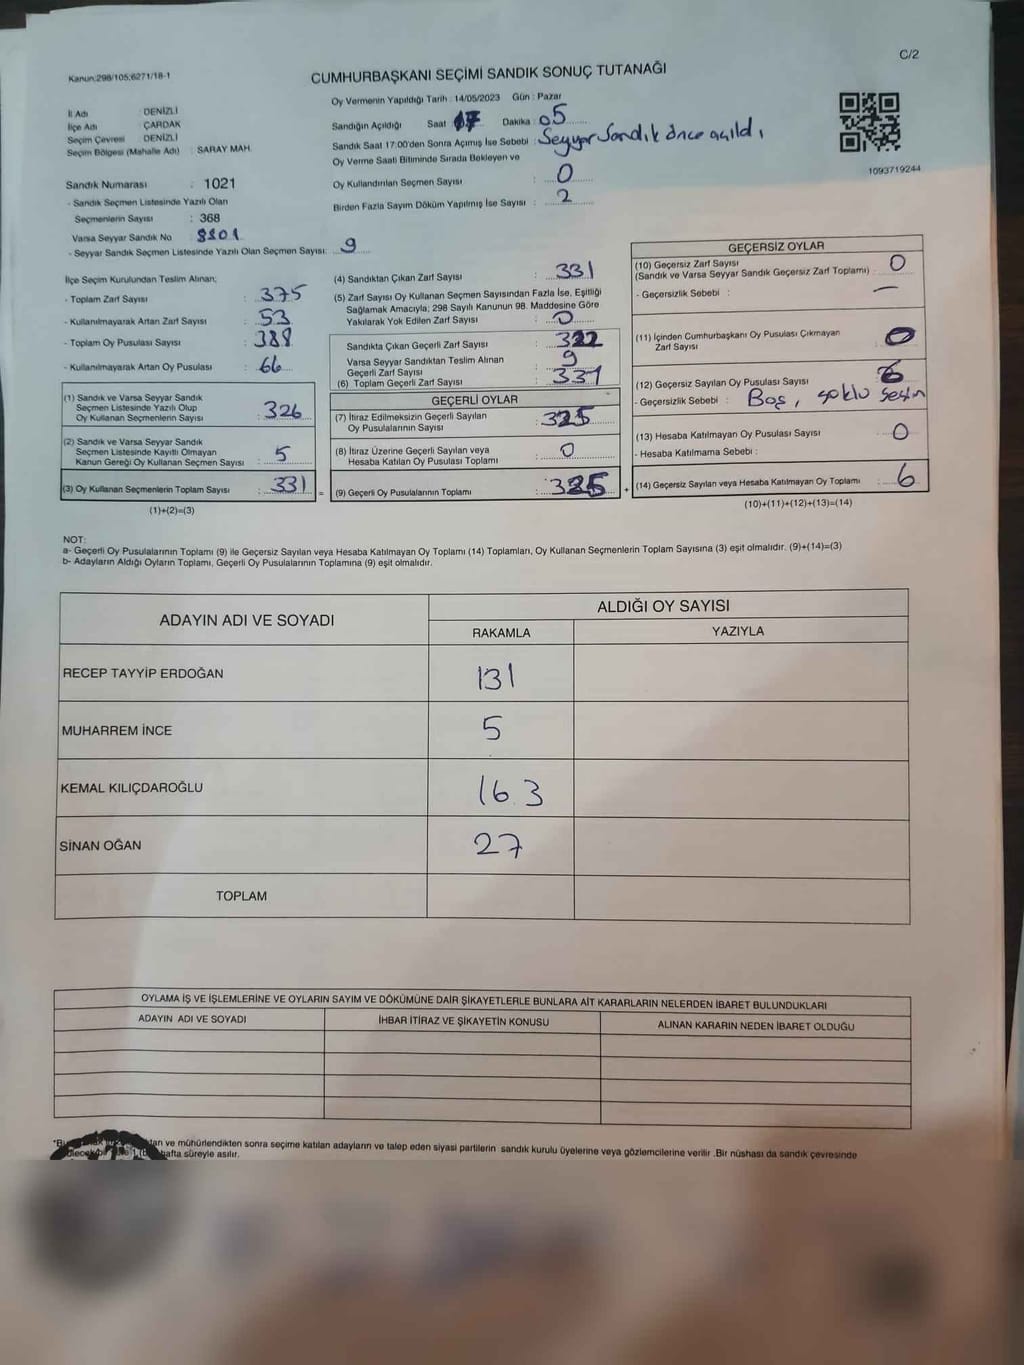 C/2
Kanun:298/105;6271/18-1
CUMHURBAŞKANI SEÇİMİ SANDIK SONUÇ TUTANAĞI
İl Adı DENİZLİ
İlçe Adı ÇARDAK
Seçim Çevresi DENİZLİ
Seçim Bölgesi (Mahalle Adı) : SARAY MAH.
Oy Vermenin Yapıldığı Tarih : 14/05/2023 Gün : Pazar
Sandığın Açıldığı Saat 17 Dakika : 05
Sandık Saat 17:00'den Sonra Açımış İse Sebebi : Seyyar Sandık önce açıldı.
Oy Verme Saati Bitiminde Sırada Bekleyen ve
Oy Kullandırılan Seçmen Sayısı : 0
Birden Fazla Sayım Döküm Yapılmış İse Sayısı : 2
1093719244
Sandık Numarası : 1021
- Sandık Seçmen Listesinde Yazılı Olan
Seçmenlerin Sayısı : 368
Varsa Seyyar Sandık No
- Seyyar Sandık Seçmen Listesinde Yazılı Olan Seçmen Sayısı: 9
İlçe Seçim Kurulundan Teslim Alınan;
- Toplam Zarf Sayısı : 375
- Kullanılmayarak Artan Zarf Sayısı : 53
- Toplam Oy Pusulası Sayısı : 388
- Kullanılmayarak Artan Oy Pusulası : 66
(1) Sandık ve Varsa Seyyar Sandık
Seçmen Listesinde Yazılı Olup
Oy Kullanan Seçmenlerin Sayısı : 326
(2) Sandık ve Varsa Seyyar Sandık
Seçmen Listesinde Kayıtlı Olmayan
Kanun Gereği Oy Kullanan Seçmen Sayısı : 5
(3) Oy Kullanan Seçmenlerin Toplam Sayısı : 331 =
(1)+(2)=(3)
(4) Sandıktan Çıkan Zarf Sayısı : 331
(5) Zarf Sayısı Oy Kullanan Seçmen Sayısından Fazla İse, Eşitliği
Sağlamak Amacıyla; 298 Sayılı Kanunun 98. Maddesine Göre
Yakılarak Yok Edilen Zarf Sayısı : 0
Sandıkta Çıkan Geçerli Zarf Sayısı : 322
Varsa Seyyar Sandıktan Teslim Alınan
Geçerli Zarf Sayısı : 9
(6) Toplam Geçerli Zarf Sayısı : 331
GEÇERLİ OYLAR
(7) İtiraz Edilmeksizin Geçerli Sayılan
Oy Pusulalarının Sayısı : 325
(8) İtiraz Üzerine Geçerli Sayılan veya
Hesaba Katılan Oy Pusulası Toplamı : 0
(9) Geçerli Oy Pusulalarının Toplamı : 325 +
GEÇERSİZ OYLAR
(10) Geçersiz Zarf Sayısı
(Sandık ve Varsa Seyyar Sandık Geçersiz Zarf Toplamı) : 0
- Geçersizlik Sebebi : —
(11) İçinden Cumhurbaşkanı Oy Pusulası Çıkmayan
Zarf Sayısı : 0
(12) Geçersiz Sayılan Oy Pusulası Sayısı : 6
- Geçersizlik Sebebi : Boş,
(13) Hesaba Katılmayan Oy Pusulası Sayısı : 0
- Hesaba Katılmama Sebebi :
(14) Geçersiz Sayılan veya Hesaba Katılmayan Oy Toplamı : 6
(10)+(11)+(12)+(13)=(14)
NOT:
a- Geçerli Oy Pusulalarının Toplamı (9) ile Geçersiz Sayılan veya Hesaba Katılmayan Oy Toplamı (14) Toplamları, Oy Kullanan Seçmenlerin Toplam Sayısına (3) eşit olmalıdır. (9)+(14)=(3)
b- Adayların Aldığı Oyların Toplamı, Geçerli Oy Pusulalarının Toplamına (9) eşit olmalıdır.
ADAYIN ADI VE SOYADI
ALDIĞI OY SAYISI
RAKAMLA YAZIYLA
RECEP TAYYİP ERDOĞAN 131
MUHARREM İNCE 5
KEMAL KILIÇDAROĞLU 16.3
SİNAN OĞAN 27
TOPLAM
OYLAMA İŞ VE İŞLEMLERİNE VE OYLARIN SAYIM VE DÖKÜMÜNE DAİR ŞİKAYETLERLE BUNLARA AİT KARARLARIN NELERDEN İBARET BULUNDUKLARI
ADAYIN ADI VE SOYADI İHBAR İTİRAZ VE ŞİKAYETİN KONUSU ALINAN KARARIN NEDEN İBARET OLDUĞU
ve mühürlendikten sonra seçime katılan adayların ve talep eden siyasi partilerin sandık kurulu üyelerine veya gözlemcilerine verilir .Bir nüshası da sandık çevresinde
hafta süreyle asılır.